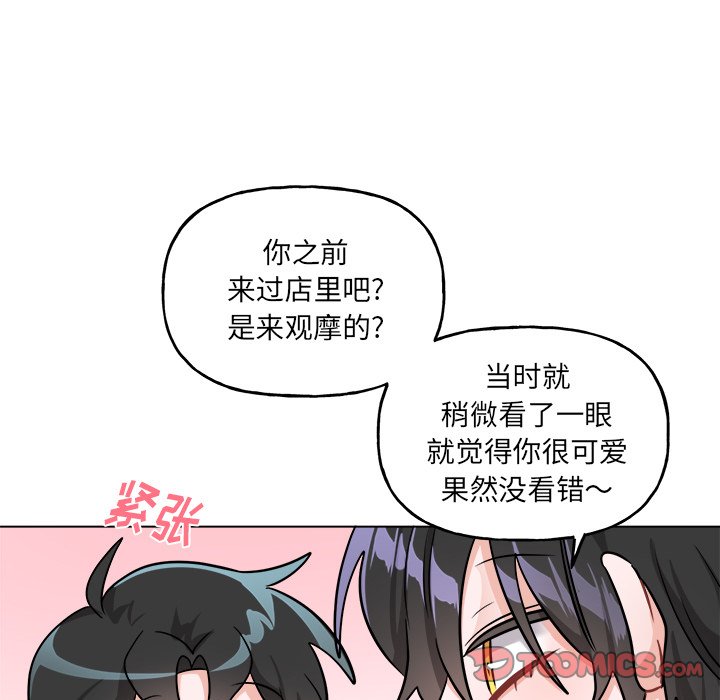 你之前
来过店里吧?
是来观摩的?
当时就
稍微看了一眼
就觉得你很可爱
果然没看错～
紧张
TOOMICS.COM